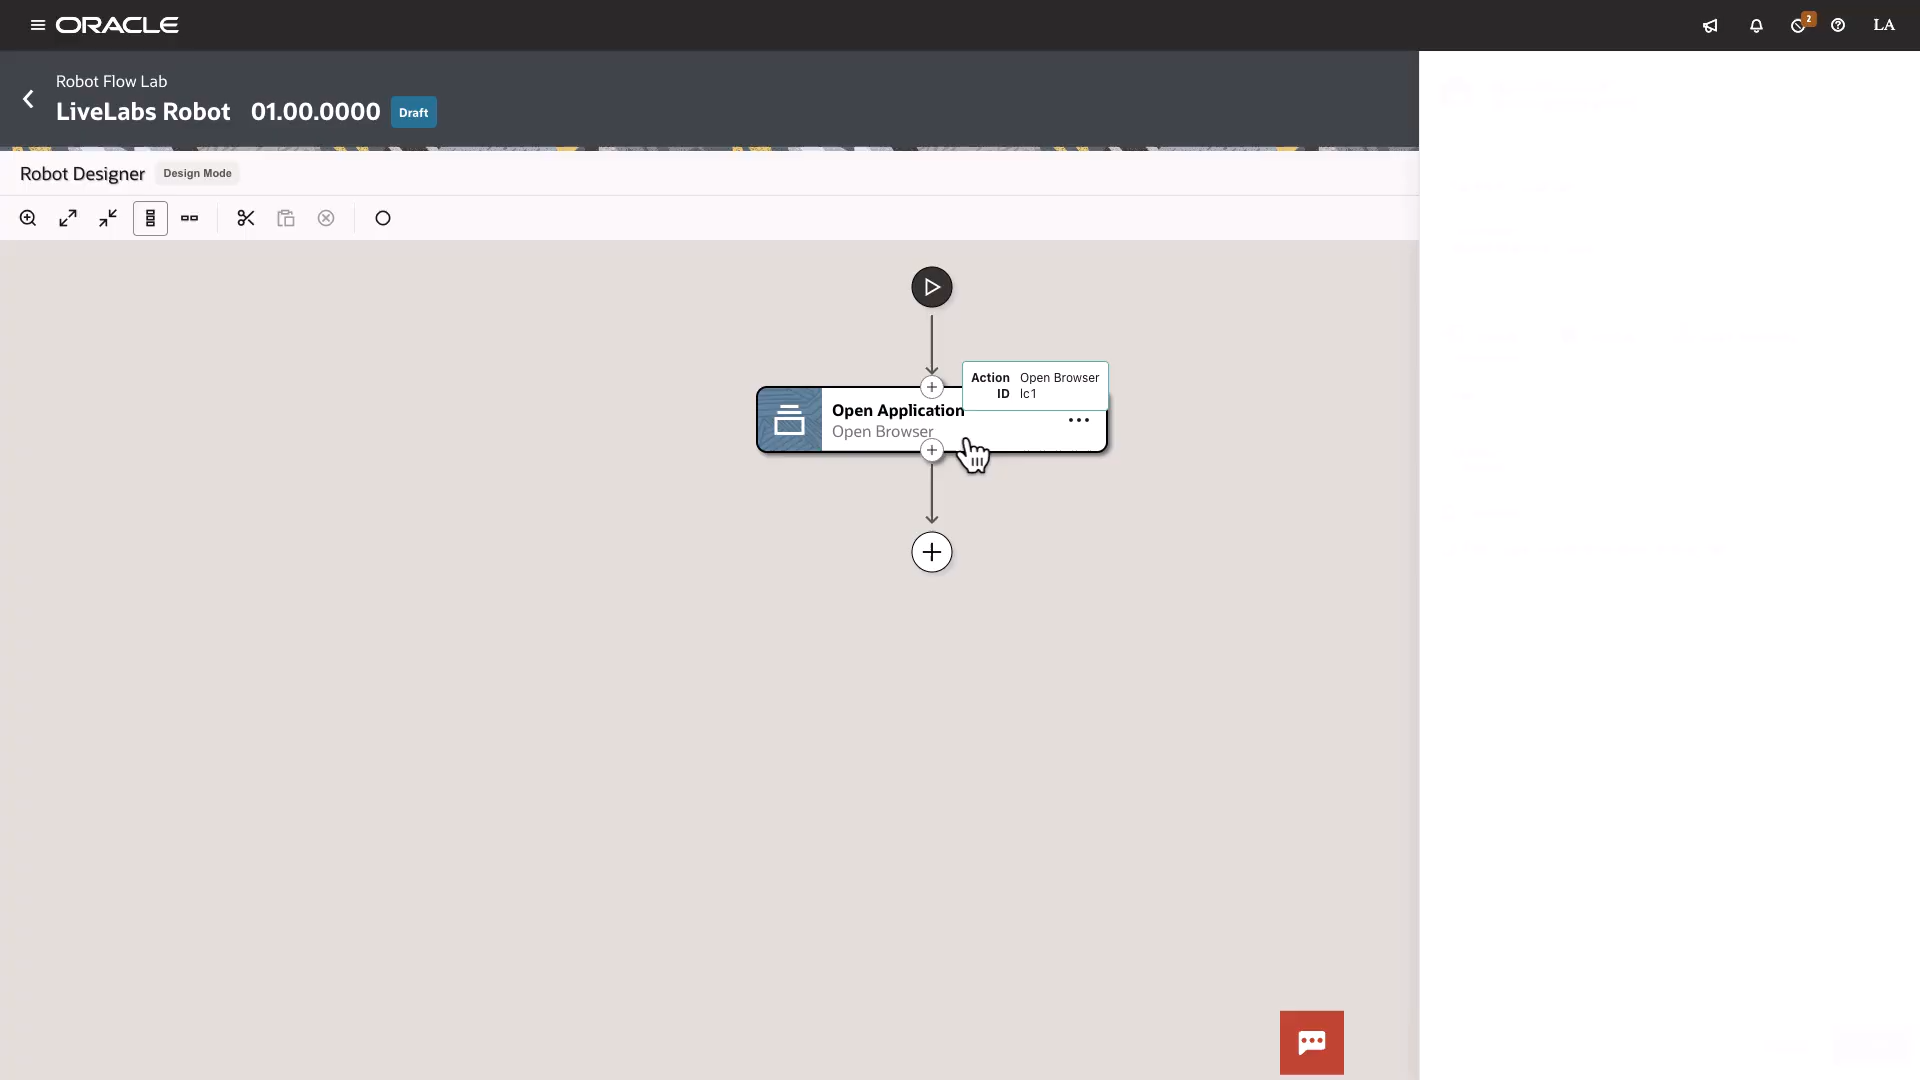 ORACLE
2
LA
Robot Flow Lab
LiveLabs Robot 01.00.0000 Draft
Robot Designer Design Mode
Action Open Browser
ID lc1
Open Application
Open Browser